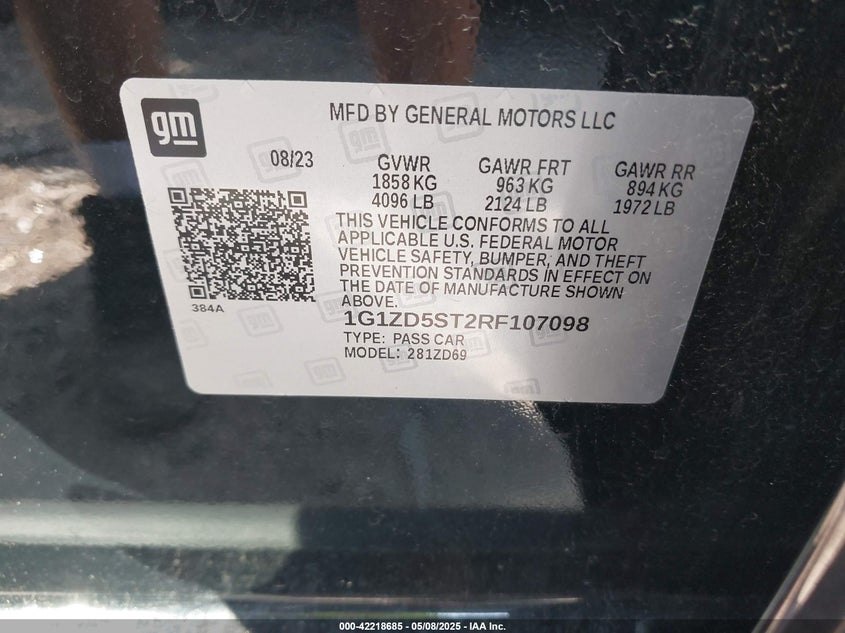 gm
MFD BY GENERAL MOTORS LLC
08/23 GVWR GAWR FRT GAWR RR
1858 KG 963 KG 894 KG
4096 LB 2124 LB 1972 LB
THIS VEHICLE CONFORMS TO ALL
APPLICABLE U.S. FEDERAL MOTOR
VEHICLE SAFETY, BUMPER, AND THEFT
PREVENTION STANDARDS IN EFFECT ON
THE DATE OF MANUFACTURE SHOWN
ABOVE.
384A
1G1ZD5ST2RF107098
TYPE: PASS CAR
MODEL: 281ZD69
000-42218685 - 05/08/2025 - IAA Inc.